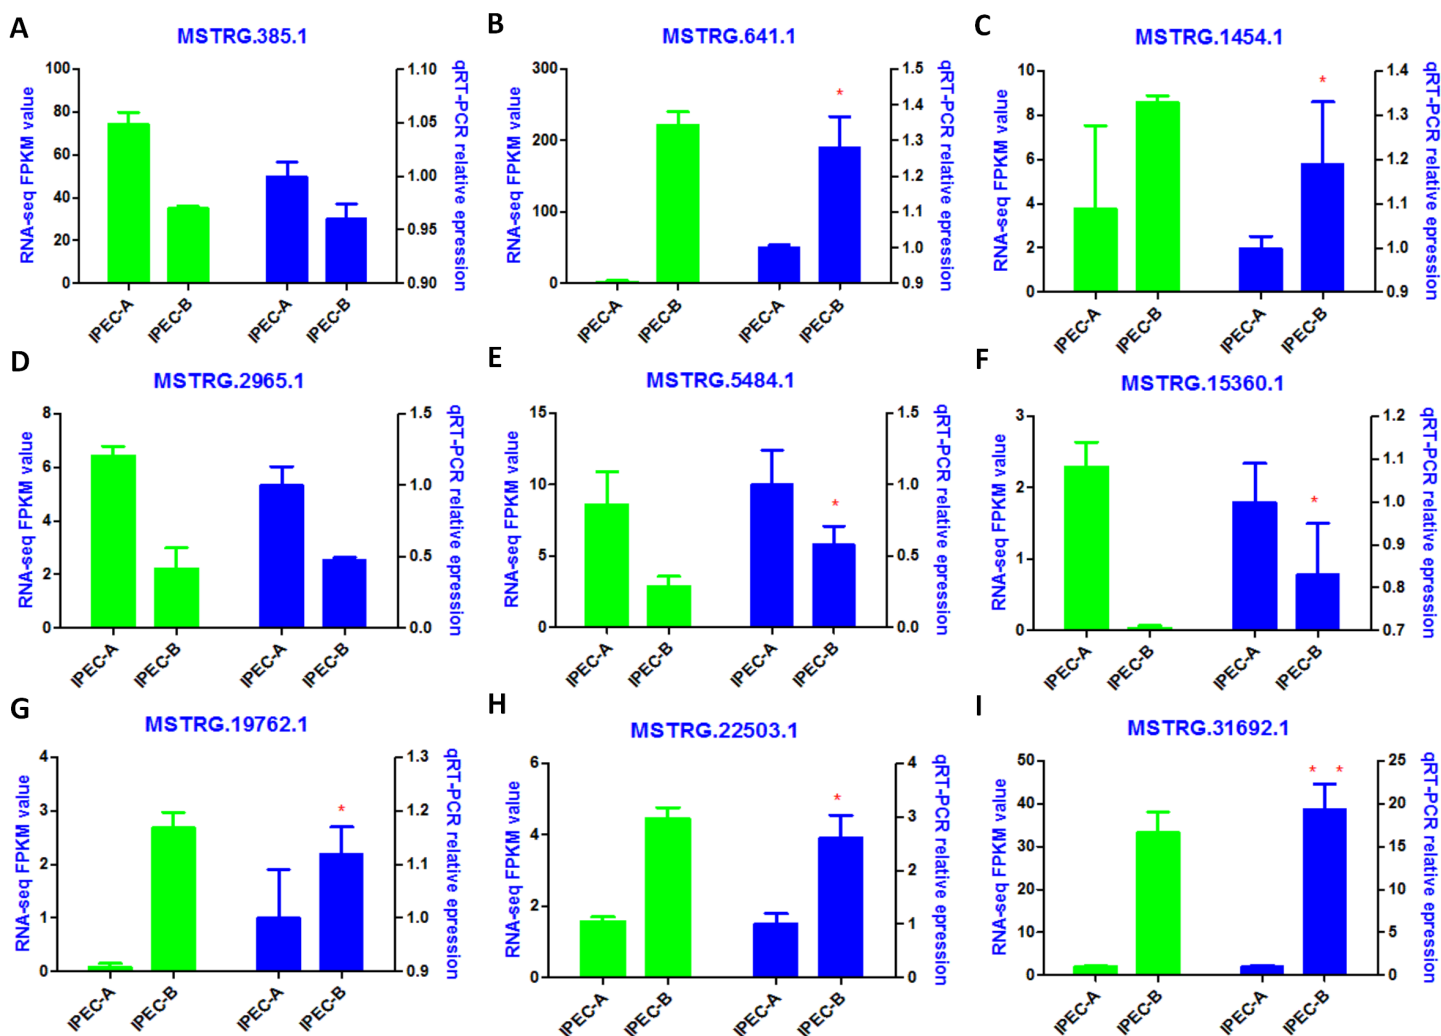 A
MSTRG.385.1
RNA-seq FPKM value
100
80
60
40
20
0
1.10
1.05
1.00
0.95
0.90
qRT-PCR relative epression
IPEC-A
IPEC-B
IPEC-A
IPEC-B
B
MSTRG.641.1
RNA-seq FPKM value
300
200
100
0
*
1.5
1.4
1.3
1.2
1.1
1.0
0.9
qRT-PCR relative epression
IPEC-A
IPEC-B
IPEC-A
IPEC-B
C
MSTRG.1454.1
RNA-seq FPKM value
10
8
6
4
2
0
*
1.4
1.3
1.2
1.1
1.0
0.9
qRT-PCR relative epression
IPEC-A
IPEC-B
IPEC-A
IPEC-B
D
MSTRG.2965.1
RNA-seq FPKM value
8
6
4
2
0
1.5
1.0
0.5
0.0
qRT-PCR relative epression
IPEC-A
IPEC-B
IPEC-A
IPEC-B
E
MSTRG.5484.1
RNA-seq FPKM value
15
10
5
0
*
1.5
1.0
0.5
0.0
qRT-PCR relative epression
IPEC-A
IPEC-B
IPEC-A
IPEC-B
F
MSTRG.15360.1
RNA-seq FPKM value
3
2
1
0
*
1.2
1.1
1.0
0.9
0.8
0.7
qRT-PCR relative epression
IPEC-A
IPEC-B
IPEC-A
IPEC-B
G
MSTRG.19762.1
RNA-seq FPKM value
4
3
2
1
0
*
1.3
1.2
1.1
1.0
0.9
qRT-PCR relative epression
IPEC-A
IPEC-B
IPEC-A
IPEC-B
H
MSTRG.22503.1
RNA-seq FPKM value
6
4
2
0
*
4
3
2
1
0
qRT-PCR relative epression
IPEC-A
IPEC-B
IPEC-A
IPEC-B
I
MSTRG.31692.1
RNA-seq FPKM value
50
40
30
20
10
0
* *
25
20
15
10
5
0
qRT-PCR relative epression
IPEC-A
IPEC-B
IPEC-A
IPEC-B